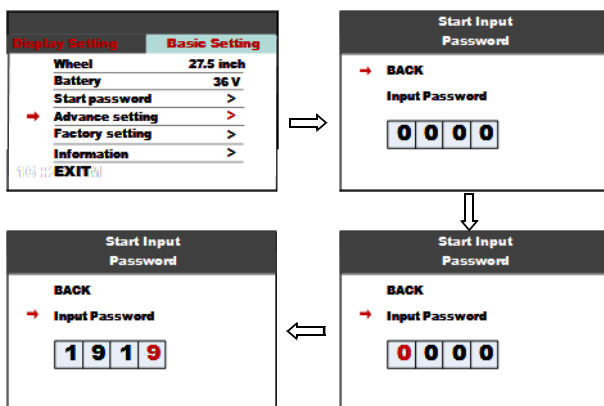 Display Setting Basic Setting
Wheel 27.5 inch
Battery 36 V
Start password >
Advance setting >
Factory setting >
Information >
EXIT
Start Input
Password
BACK
Input Password
0 0 0 0
Start Input
Password
BACK
Input Password
1 9 1 9
Start Input
Password
BACK
Input Password
0 0 0 0